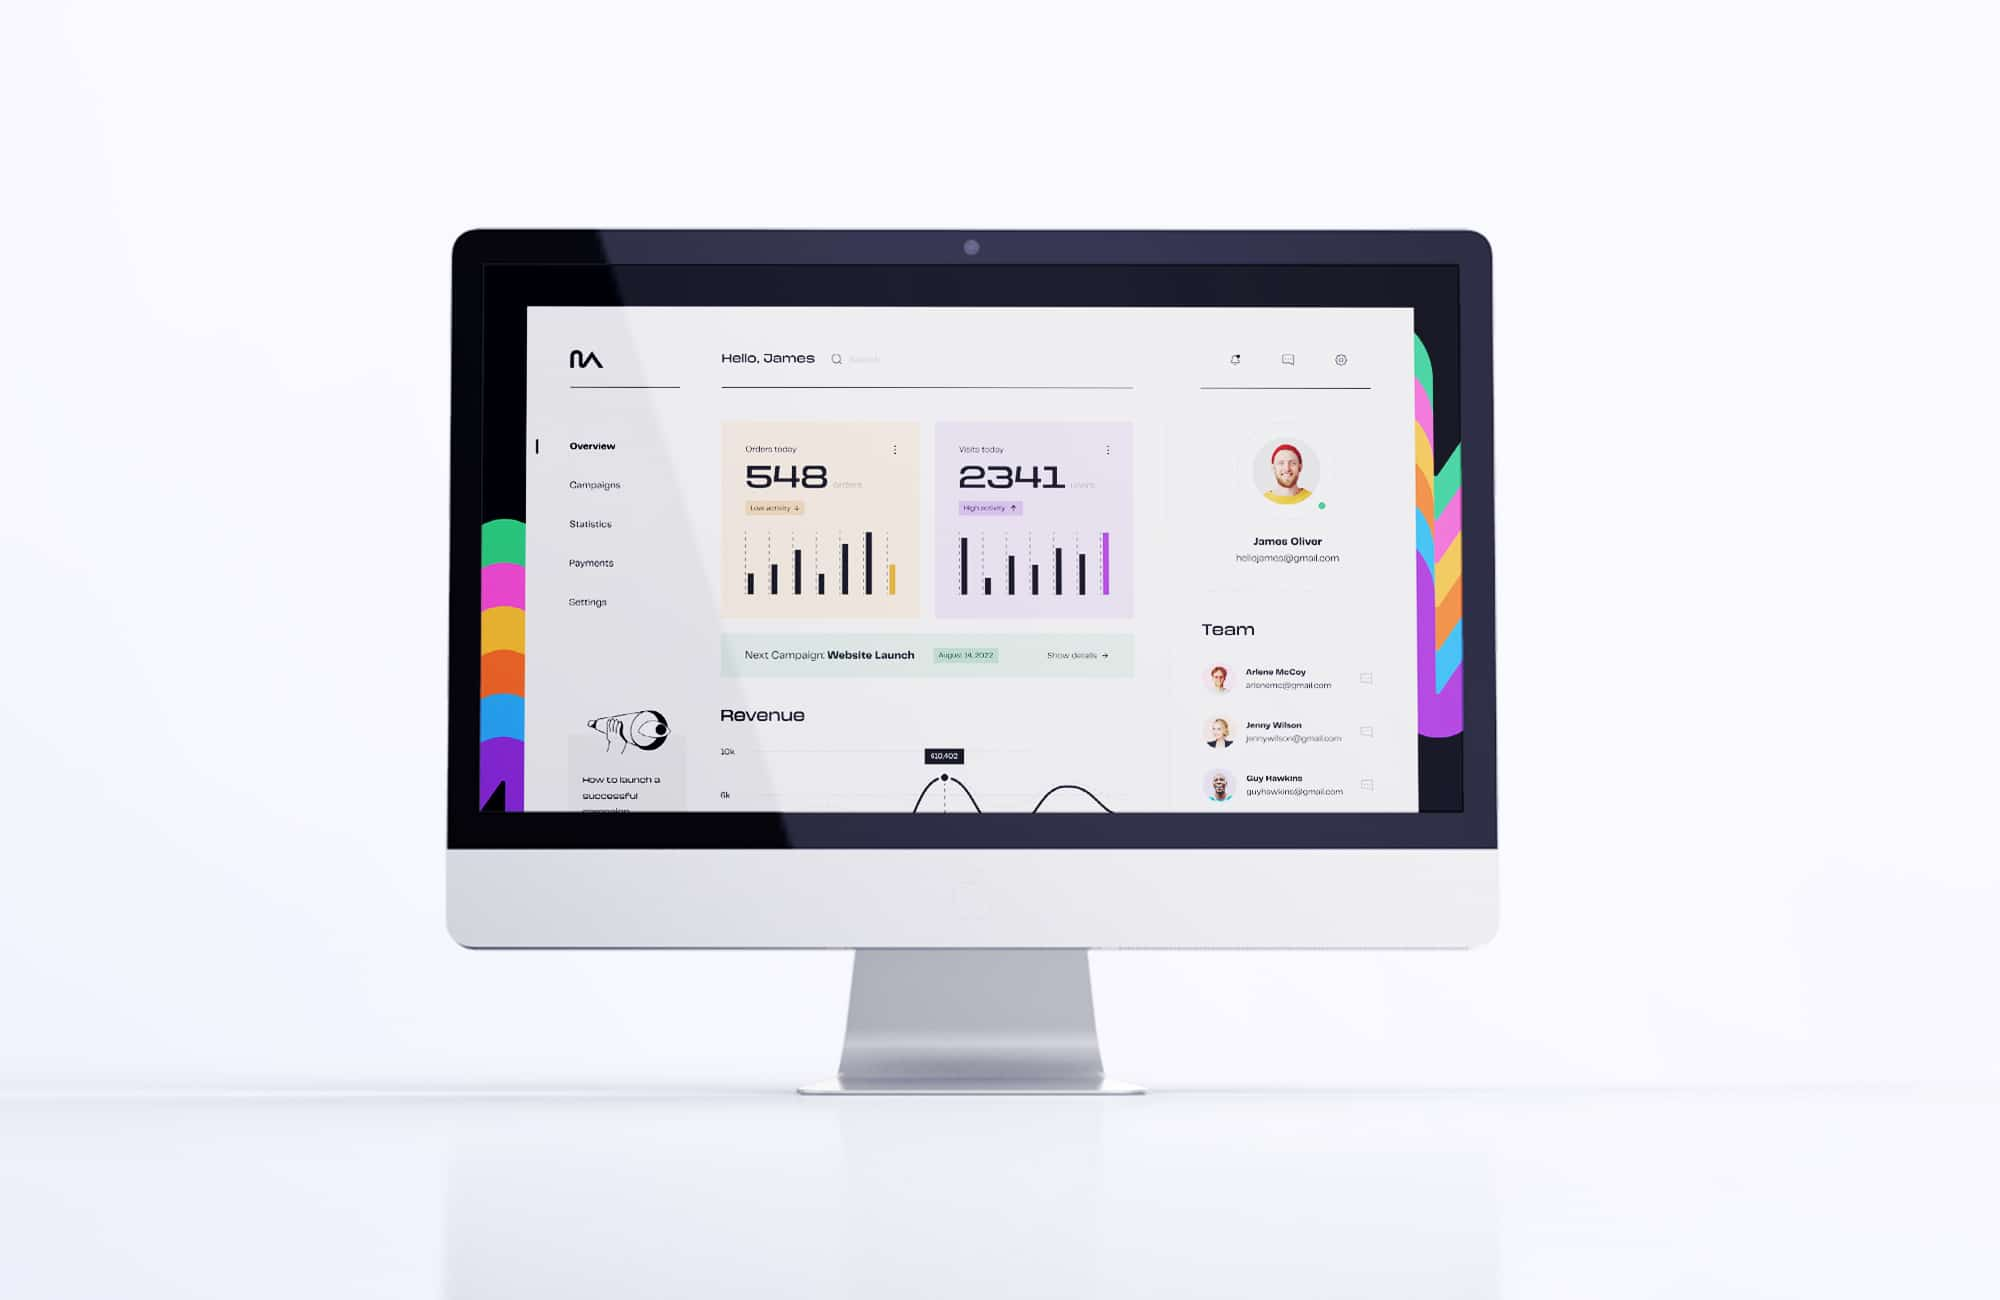 Hello, James
Search
Overview
Campaigns
Statistics
Payments
Settings
How to launch a
successful
campaign
Orders today
548 orders
Low activity ↓
Visits today
2341 users
High activity ↑
Next Campaign: Website Launch
August 14, 2022
Show details →
Revenue
10k
$10,402
6k
James Oliver
hellojames@gmail.com
Team
Arlene McCoy
arlenemc@gmail.com
Jenny Wilson
jennywilson@gmail.com
Guy Hawkins
guyhawkins@gmail.com